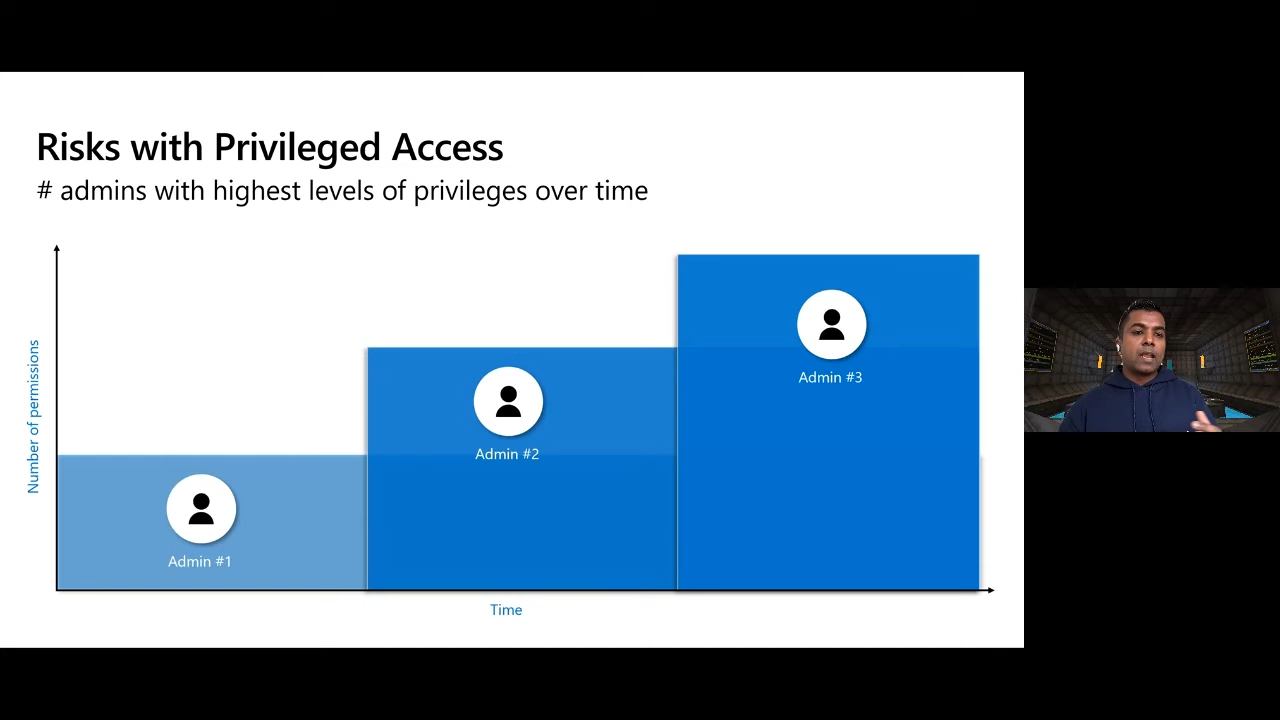 Risks with Privileged Access
# admins with highest levels of privileges over time
Number of permissions
Admin #1
Admin #2
Admin #3
Time